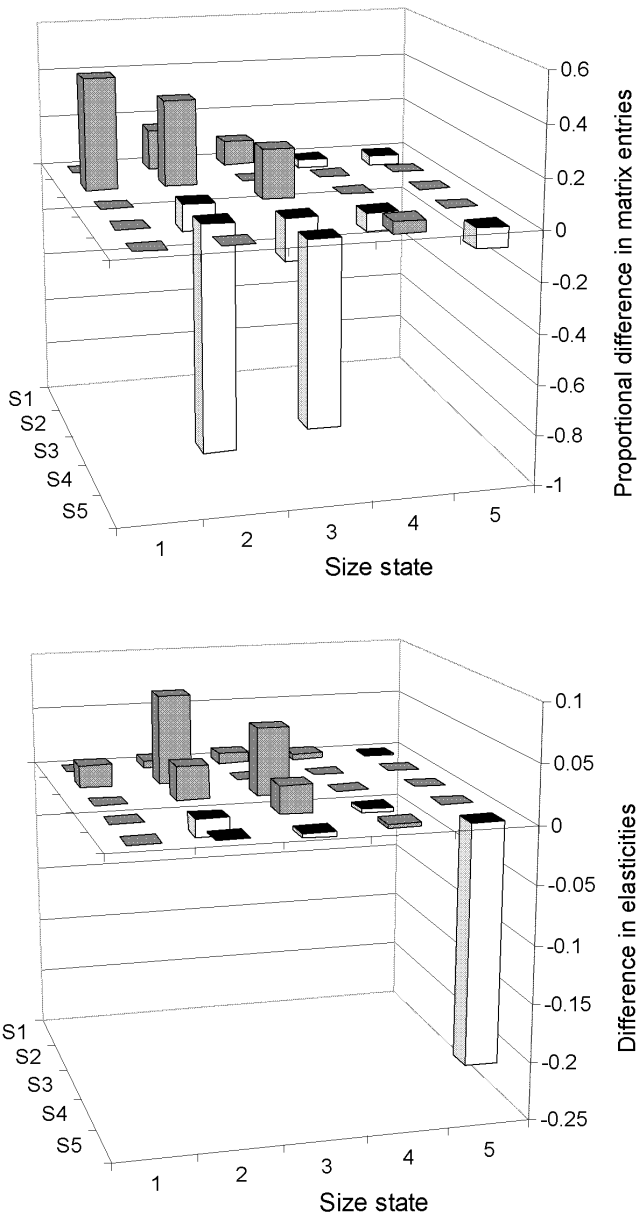 0.6
0.4
0.2
0
-0.2
-0.4
-0.6
-0.8
-1
Proportional difference in matrix entries
S1
S2
S3
S4
S5
1
2
3
4
5
Size state
0.1
0.05
0
-0.05
-0.1
-0.15
-0.2
-0.25
Difference in elasticities
S1
S2
S3
S4
S5
1
2
3
4
5
Size state